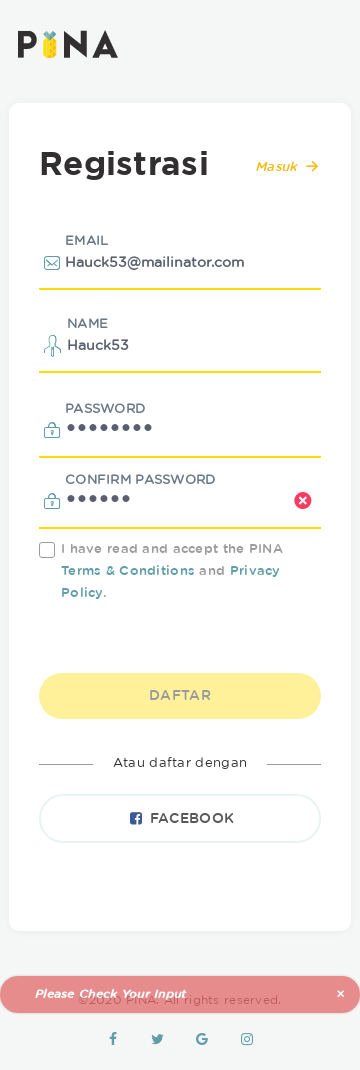 PINA
Registrasi
Masuk →
EMAIL
Hauck53@mailinator.com
NAME
Hauck53
PASSWORD
••••••••
CONFIRM PASSWORD
••••••
I have read and accept the PINA
Terms & Conditions and Privacy
Policy.
DAFTAR
Atau daftar dengan
FACEBOOK
Please Check Your Input ×
©2020 PINA. All rights reserved.